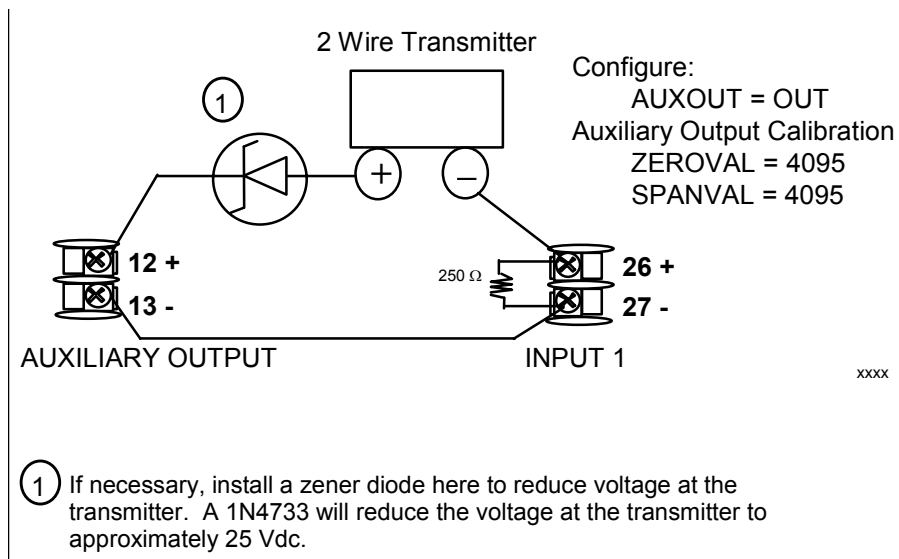 2 Wire Transmitter
Configure:
AUXOUT = OUT
Auxiliary Output Calibration
ZEROVAL = 4095
SPANVAL = 4095
1
+
−
12 +
13 -
250 Ω
26 +
27 -
AUXILIARY OUTPUT
INPUT 1
xxxx
1 If necessary, install a zener diode here to reduce voltage at the
transmitter. A 1N4733 will reduce the voltage at the transmitter to
approximately 25 Vdc.